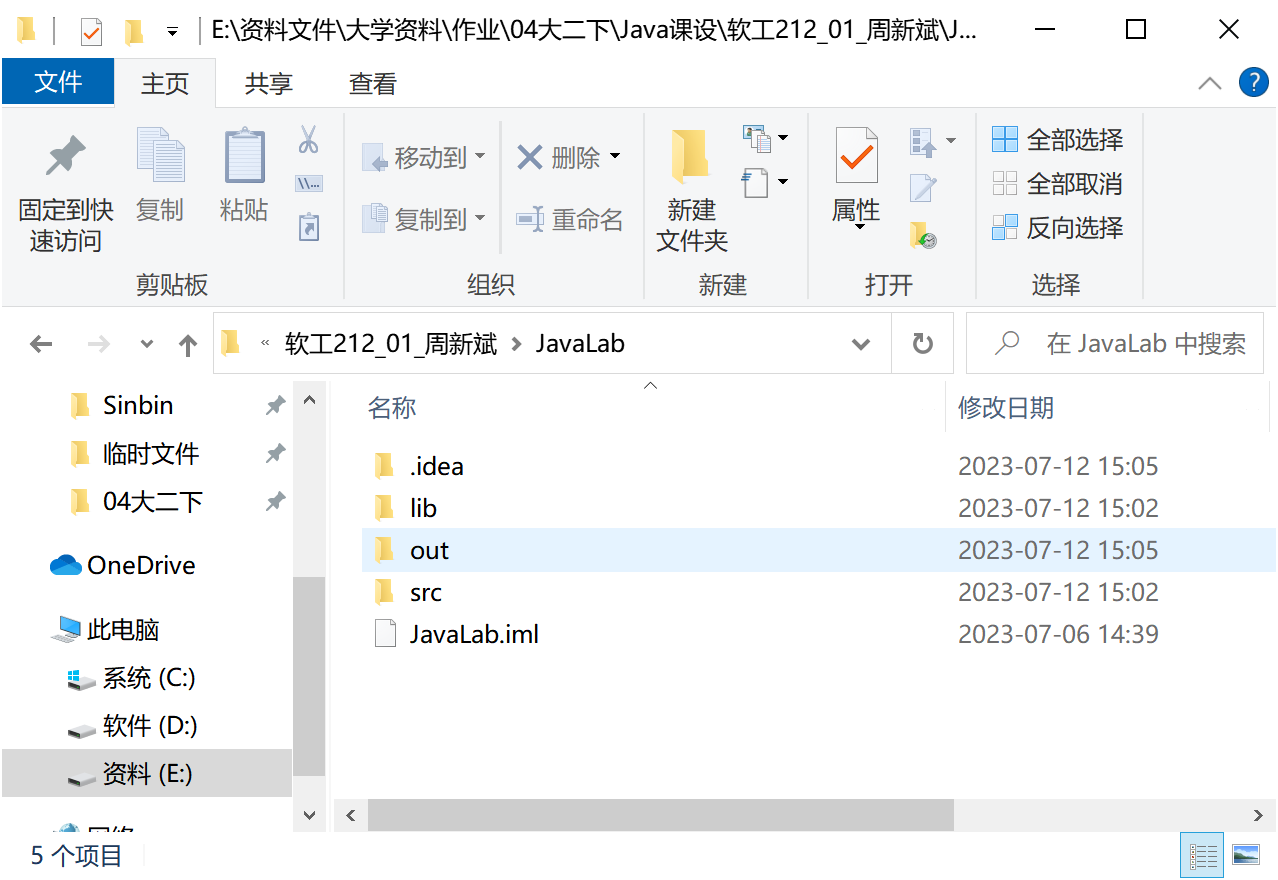 E:\资料文件\大学资料\作业\04大二下\Java课设\软工212_01_周新斌\J...
文件 主页 共享 查看
固定到快速访问
复制
粘贴
移动到
复制到
删除
重命名
新建
文件夹
属性
全部选择
全部取消
反向选择
剪贴板 组织 新建 打开 选择
« 软工212_01_周新斌 > JavaLab
在 JavaLab 中搜索
Sinbin
临时文件
04大二下
OneDrive
此电脑
系统 (C:)
软件 (D:)
资料 (E:)
网络
名称 修改日期
.idea 2023-07-12 15:05
lib 2023-07-12 15:02
out 2023-07-12 15:05
src 2023-07-12 15:02
JavaLab.iml 2023-07-06 14:39
5 个项目